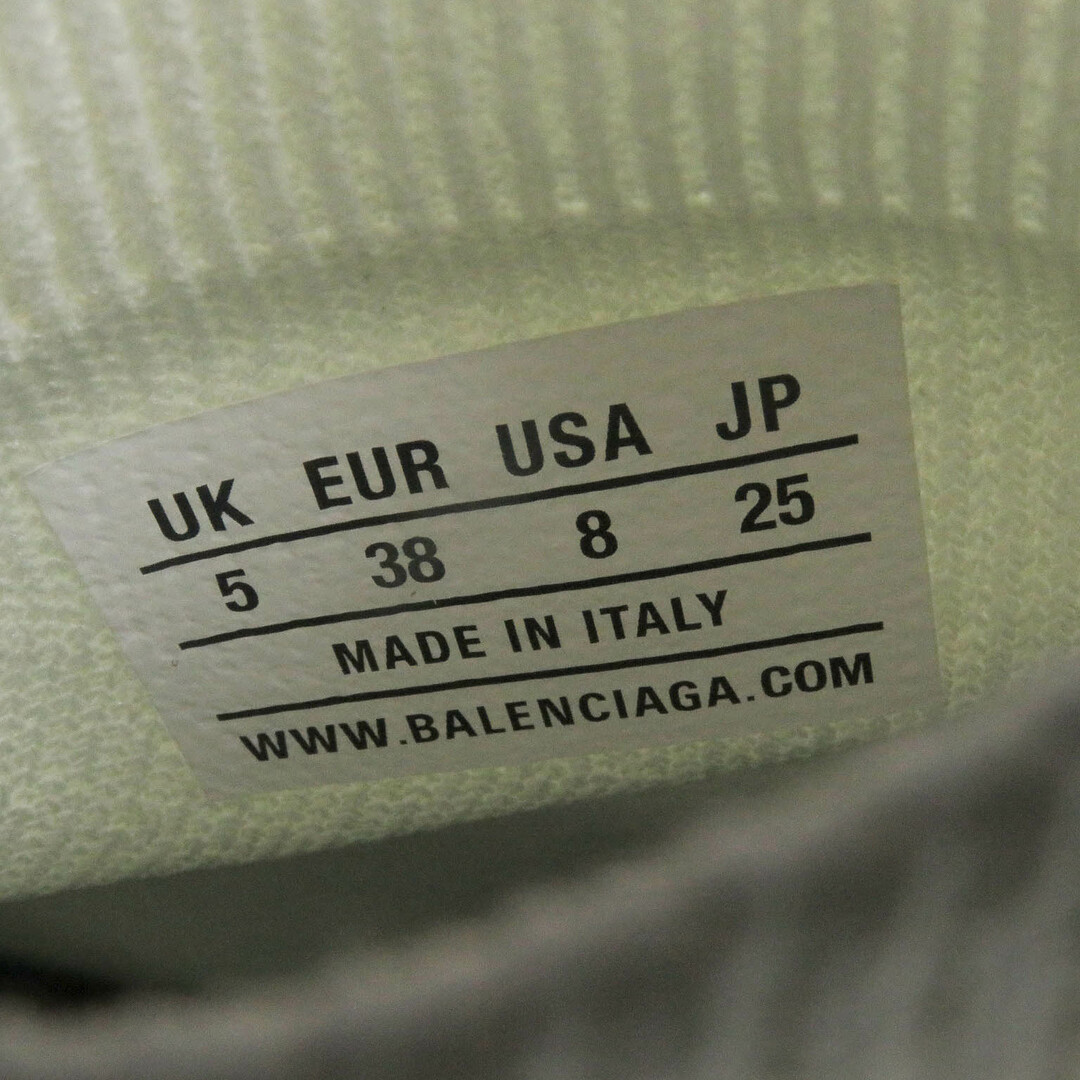 UK EUR USA JP
5 38 8 25
MADE IN ITALY
WWW.BALENCIAGA.COM